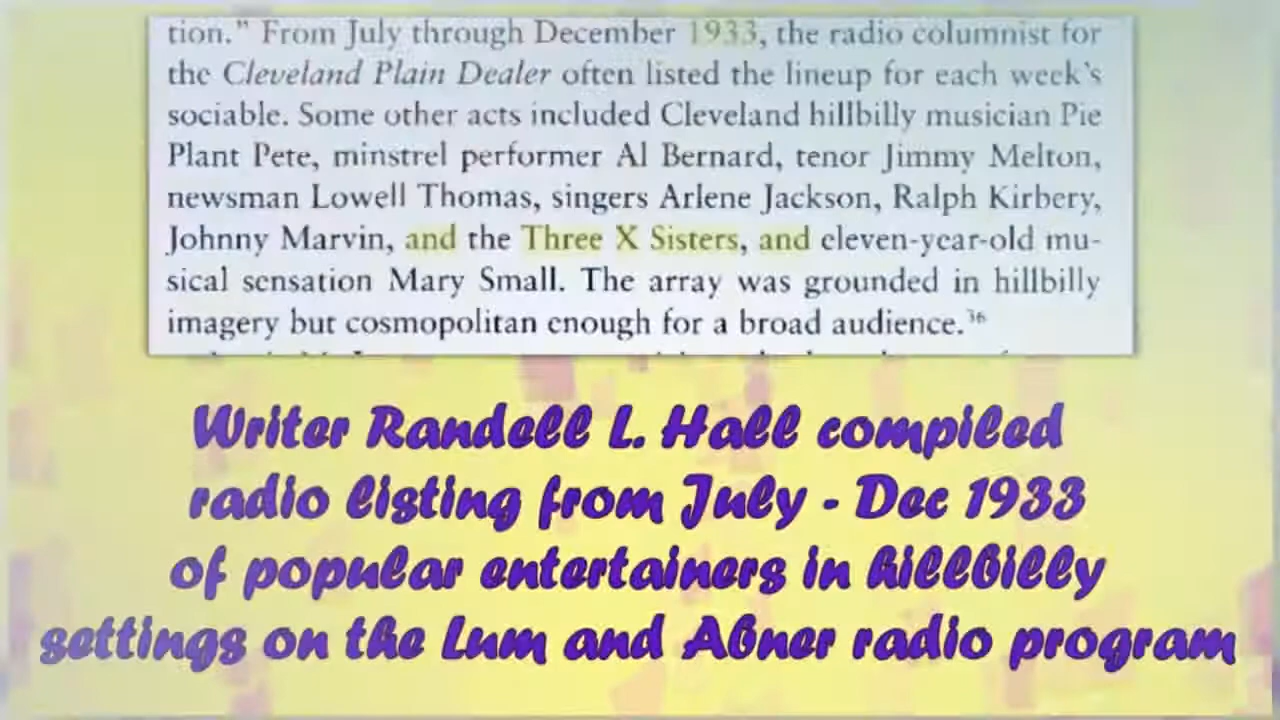 tion.” From July through December 1933, the radio columnist for
the Cleveland Plain Dealer often listed the lineup for each week's
sociable. Some other acts included Cleveland hillbilly musician Pie
Plant Pete, minstrel performer Al Bernard, tenor Jimmy Melton,
newsman Lowell Thomas, singers Arlene Jackson, Ralph Kirbery,
Johnny Marvin, and the Three X Sisters, and eleven-year-old mu-
sical sensation Mary Small. The array was grounded in hillbilly
imagery but cosmopolitan enough for a broad audience.36
Writer Randell L. Hall compiled
radio listing from July - Dec 1933
of popular entertainers in hillbilly
settings on the Lum and Abner radio program